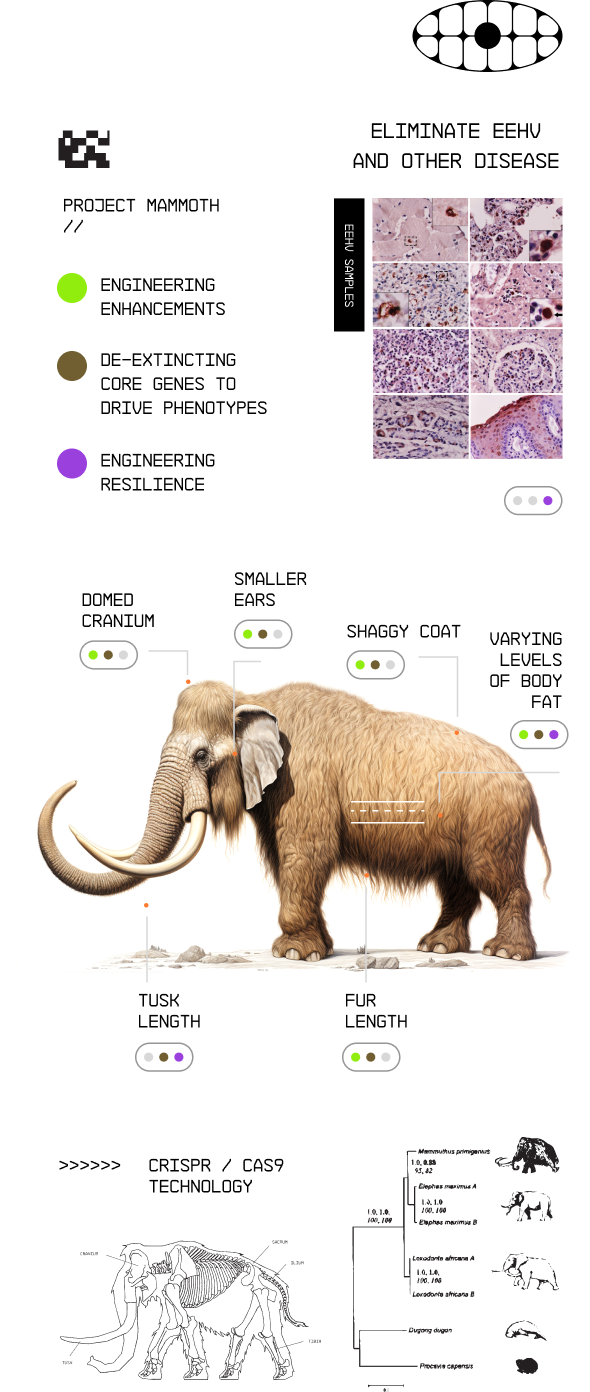 ELIMINATE EEHV
AND OTHER DISEASE
PROJECT MAMMOTH
//
EEHV SAMPLES
ENGINEERING
ENHANCEMENTS
DE-EXTINCTING
CORE GENES TO
DRIVE PHENOTYPES
ENGINEERING
RESILIENCE
SMALLER
EARS
DOMED
CRANIUM
SHAGGY COAT
VARYING
LEVELS
OF BODY
FAT
TUSK
LENGTH
FUR
LENGTH
>>>>>> CRISPR / CAS9
TECHNOLOGY
CRANIUM
SACRUM
ILIUM
TIBIA
TUSK
Mammuthus primigenius
1.0, 0.88
95, 82
Elephas maximus A
1.0, 1.0
100, 100
Elephas maximus B
1.0, 1.0,
100, 100
Loxodonta africana A
1.0, 1.0,
100, 100
Loxodonta africana B
Dugong dugon
Procavia capensis
0.1